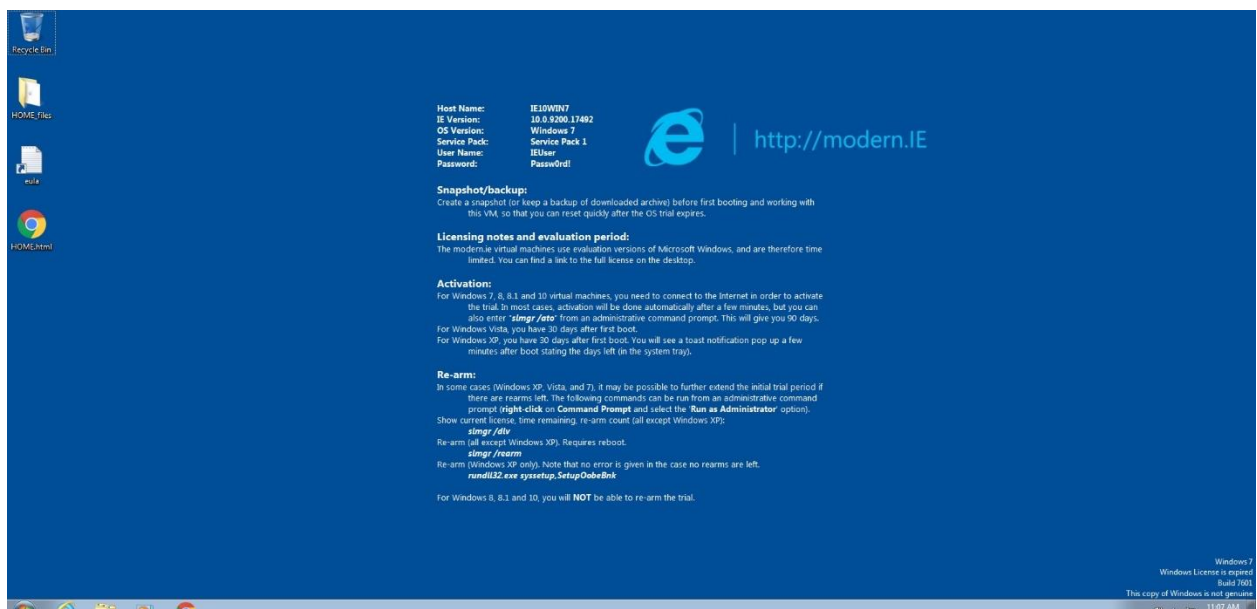 Recycle Bin
HOME_files
eula
HOME.html
Host Name: IE10WIN7
IE Version: 10.0.9200.17492
OS Version: Windows 7
Service Pack: Service Pack 1
User Name: IEUser
Password: Passw0rd!
http://modern.IE
Snapshot/backup:
Create a snapshot (or keep a backup of downloaded archive) before first booting and working with
this VM, so that you can reset quickly after the OS trial expires.
Licensing notes and evaluation period:
The modern.ie virtual machines use evaluation versions of Microsoft Windows, and are therefore time
limited. You can find a link to the full license on the desktop.
Activation:
For Windows 7, 8, 8.1 and 10 virtual machines, you need to connect to the Internet in order to activate
the trial. In most cases, activation will be done automatically after a few minutes, but you can
also enter 'slmgr /ato' from an administrative command prompt. This will give you 90 days.
For Windows Vista, you have 30 days after first boot.
For Windows XP, you have 30 days after first boot. You will see a toast notification pop up a few
minutes after boot stating the days left (in the system tray).
Re-arm:
In some cases (Windows XP, Vista, and 7), it may be possible to further extend the initial trial period if
there are rearms left. The following commands can be run from an administrative command
prompt (right-click on Command Prompt and select the 'Run as Administrator' option).
Show current license, time remaining, re-arm count (all except Windows XP):
slmgr /dlv
Re-arm (all except Windows XP). Requires reboot.
slmgr /rearm
Re-arm (Windows XP only). Note that no error is given in the case no rearms are left.
rundll32.exe syssetup,SetupOobeBnk
For Windows 8, 8.1 and 10, you will NOT be able to re-arm the trial.
Windows 7
Windows License is expired
Build 7601
This copy of Windows is not genuine
11:07 AM